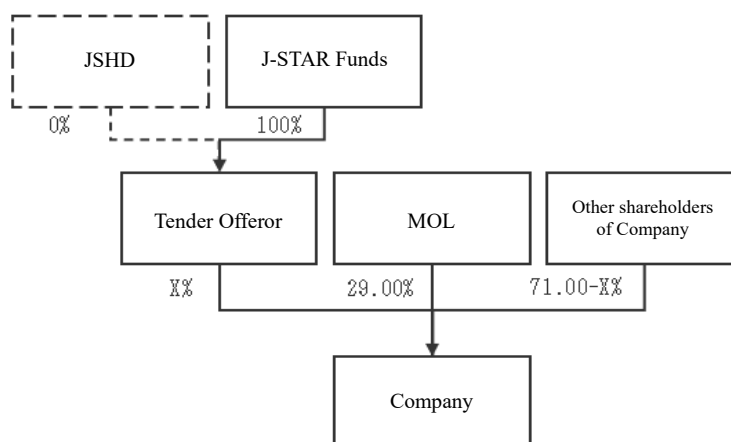 JSHD
J-STAR Funds
0%
100%
Tender Offeror
MOL
Other shareholders
of Company
X%
29.00%
71.00-X%
Company